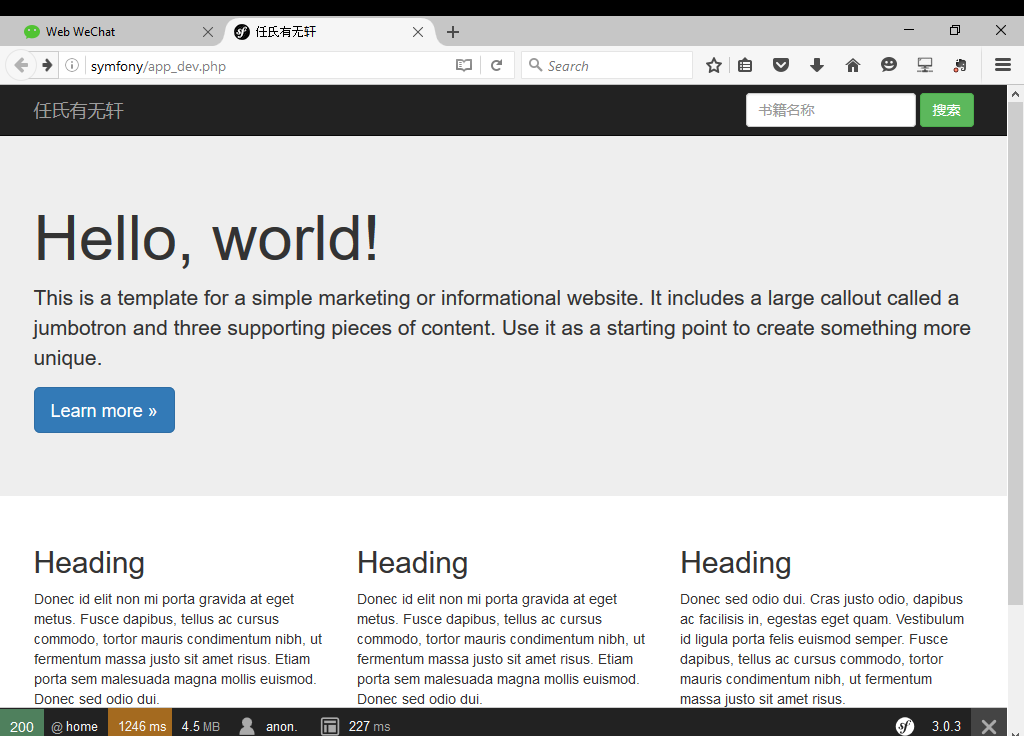 Web WeChat
任氏有无轩
symfony/app_dev.php
Search
任氏有无轩
书籍名称
搜索
Hello, world!
This is a template for a simple marketing or informational website. It includes a large callout called a
jumbotron and three supporting pieces of content. Use it as a starting point to create something more
unique.
Learn more »
Heading
Donec id elit non mi porta gravida at eget
metus. Fusce dapibus, tellus ac cursus
commodo, tortor mauris condimentum nibh, ut
fermentum massa justo sit amet risus. Etiam
porta sem malesuada magna mollis euismod.
Donec sed odio dui.
Heading
Donec id elit non mi porta gravida at eget
metus. Fusce dapibus, tellus ac cursus
commodo, tortor mauris condimentum nibh, ut
fermentum massa justo sit amet risus. Etiam
porta sem malesuada magna mollis euismod.
Donec sed odio dui.
Heading
Donec sed odio dui. Cras justo odio, dapibus
ac facilisis in, egestas eget quam. Vestibulum
id ligula porta felis euismod semper. Fusce
dapibus, tellus ac cursus commodo, tortor
mauris condimentum nibh, ut fermentum
massa justo sit amet risus.
200 @ home 1246 ms 4.5 MB anon. 227 ms sf 3.0.3